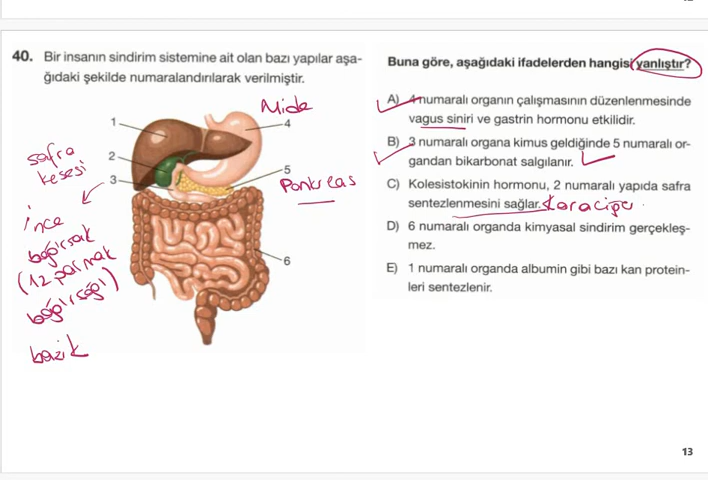 40. Bir insanın sindirim sistemine ait olan bazı yapılar aşa-
ğıdaki şekilde numaralandırılarak verilmiştir.
Mide
1
4
safra
kesesi
2
5
3
Pankreas
ince
bağırsak
(12 parmak
bağırsağı)
bazik
6
Buna göre, aşağıdaki ifadelerden hangisi yanlıştır?
A) 4 numaralı organın çalışmasının düzenlenmesinde
vagus siniri ve gastrin hormonu etkilidir.
B) 3 numaralı organa kimus geldiğinde 5 numaralı or-
gandan bikarbonat salgılanır.
C) Kolesistokinin hormonu, 2 numaralı yapıda safra
sentezlenmesini sağlar. Karaciğer
D) 6 numaralı organda kimyasal sindirim gerçekleş-
mez.
E) 1 numaralı organda albumin gibi bazı kan protein-
leri sentezlenir.
13